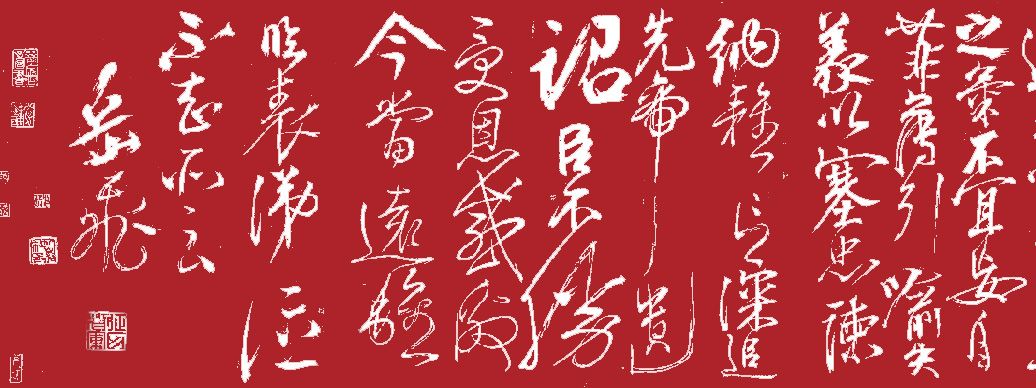 之氣不宜妄自
菲薄引喻失
義以塞忠諫
納雅言深追
先帝遺
詔臣不勝
受恩感激
今當遠離
臨表涕泣
不知所云
岳飛